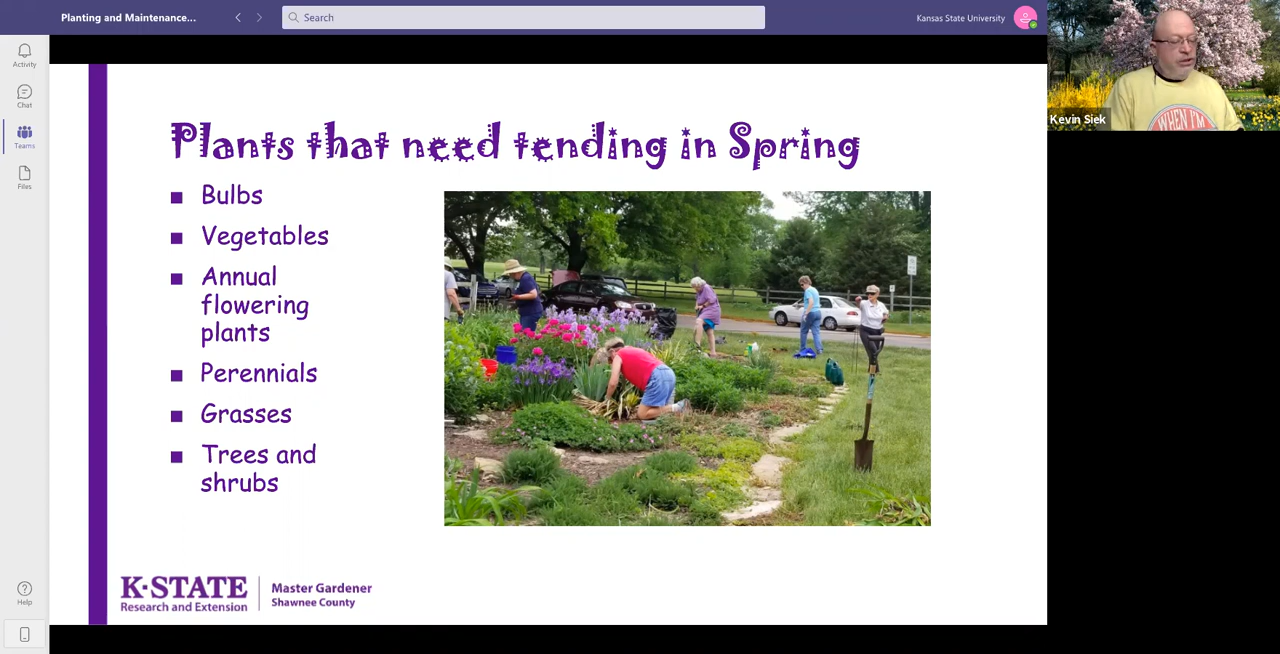 Planting and Maintenance...
Search
Kansas State University
Activity
Chat
Teams
Files
Help
Kevin Siek
WHEN I'M
Plants that need tending in Spring
Bulbs
Vegetables
Annual
flowering
plants
Perennials
Grasses
Trees and
shrubs
K-STATE
Research and Extension
Master Gardener
Shawnee County